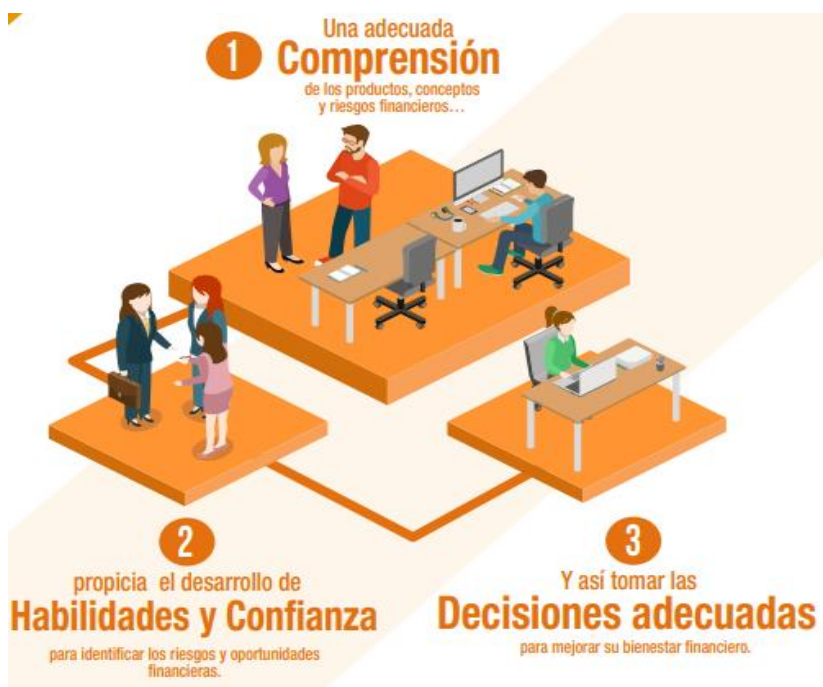 1
Una adecuada
Comprensión
de los productos, conceptos
y riesgos financieros...
2
propicia el desarrollo de
Habilidades y Confianza
para identificar los riesgos y oportunidades
financieras.
3
Y así tomar las
Decisiones adecuadas
para mejorar su bienestar financiero.